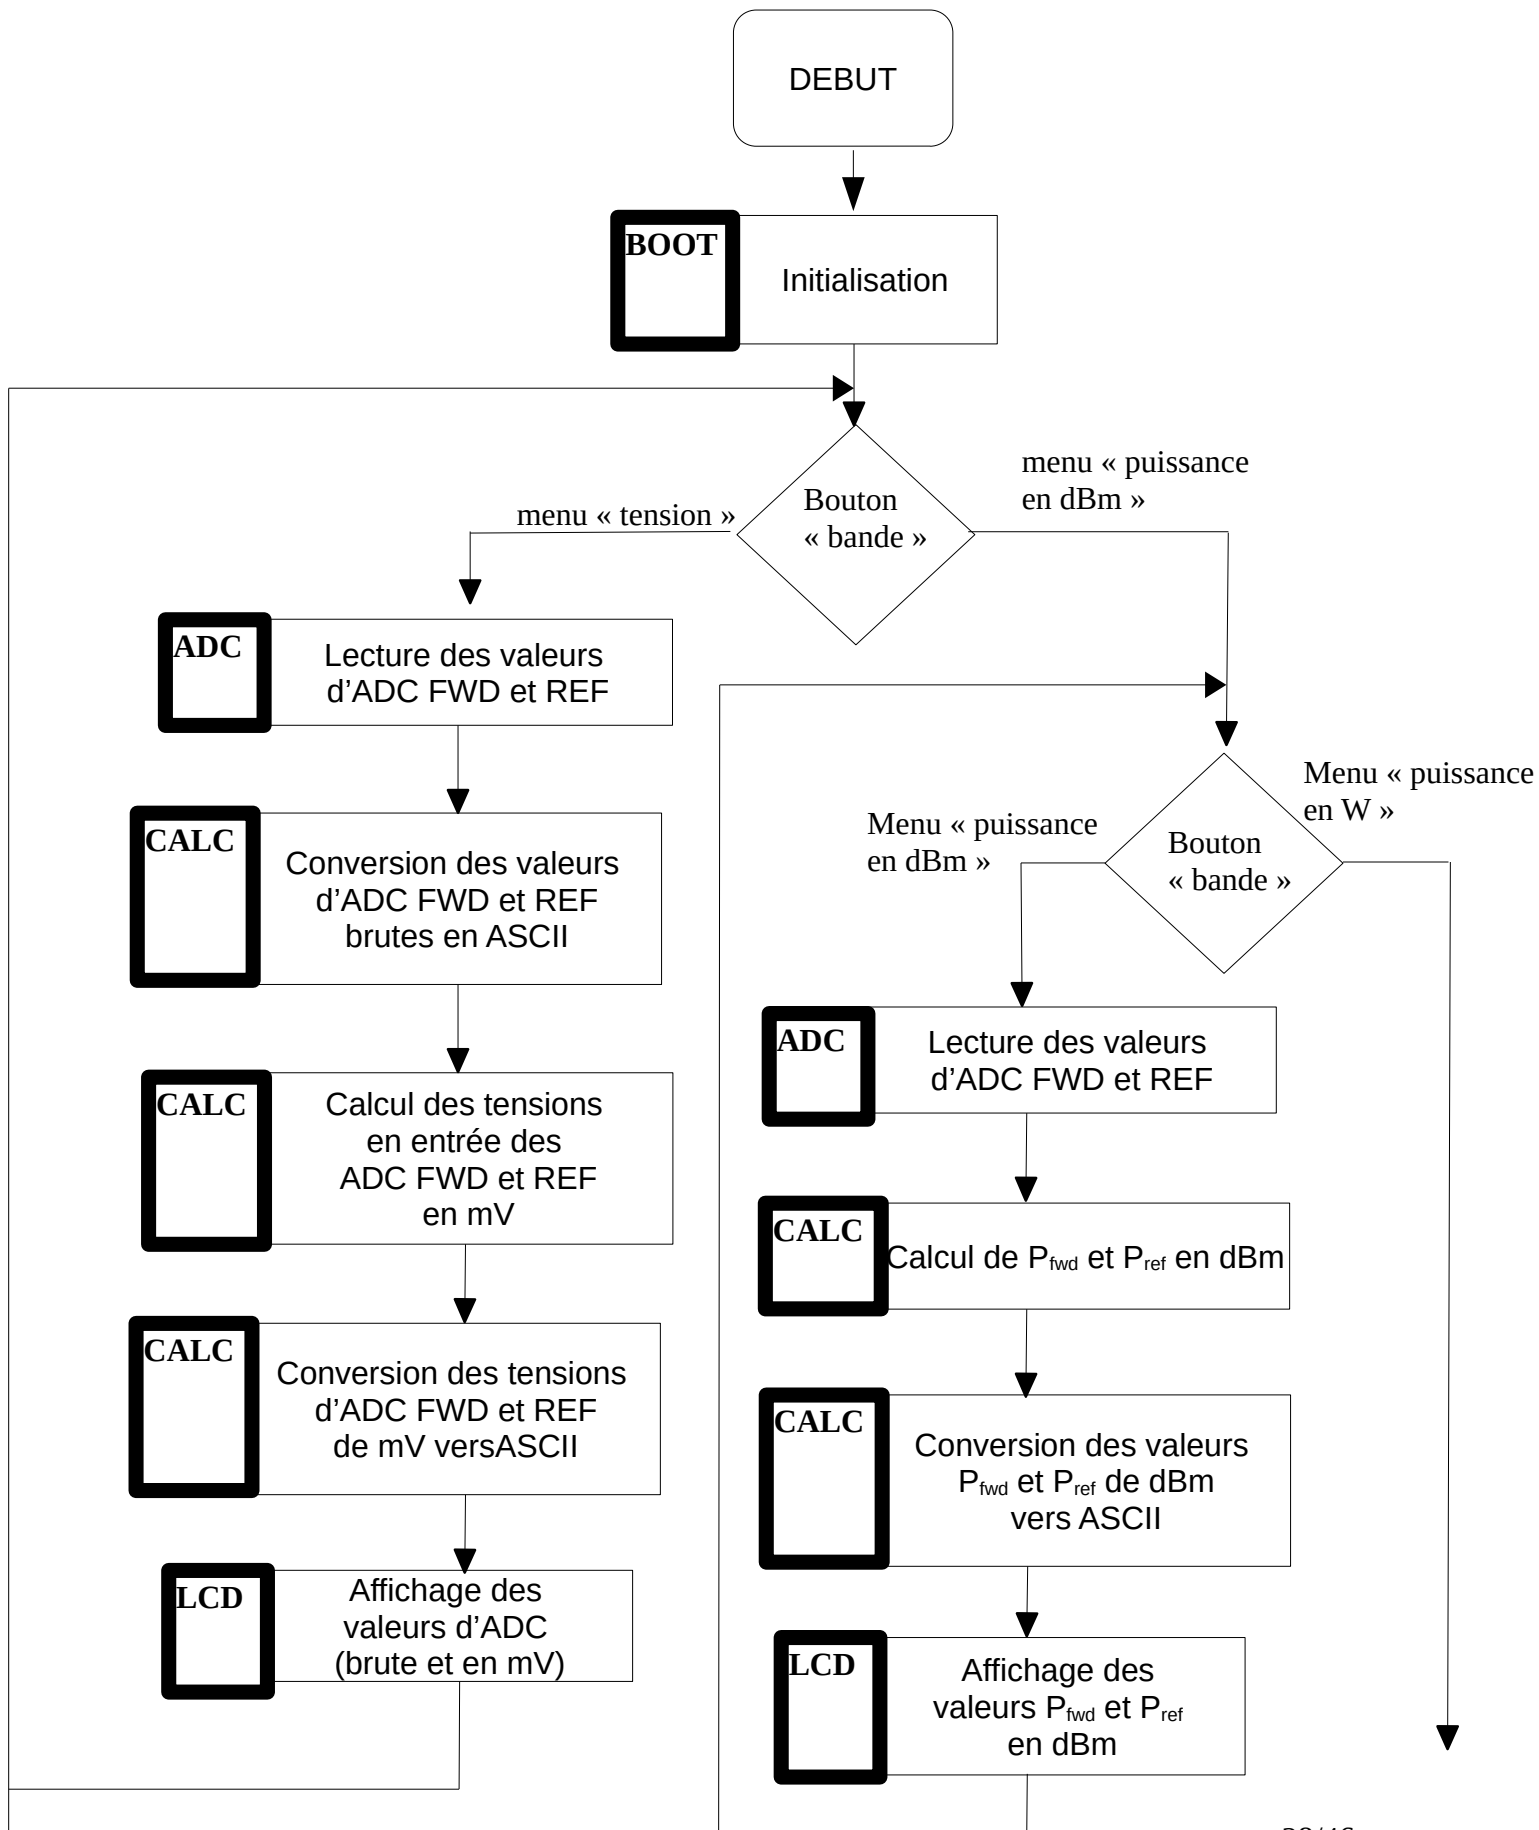 DEBUT
BOOT
Initialisation
menu « puissance
en dBm »
Bouton
« bande »
menu « tension »
ADC
Lecture des valeurs
d’ADC FWD et REF
CALC
Conversion des valeurs
d’ADC FWD et REF
brutes en ASCII
CALC
Calcul des tensions
en entrée des
ADC FWD et REF
en mV
CALC
Conversion des tensions
d’ADC FWD et REF
de mV versASCII
LCD
Affichage des
valeurs d’ADC
(brute et en mV)
Menu « puissance
en W »
Menu « puissance
en dBm »
Bouton
« bande »
ADC
Lecture des valeurs
d’ADC FWD et REF
CALC
Calcul de Pfwd et Pref en dBm
CALC
Conversion des valeurs
Pfwd et Pref de dBm
vers ASCII
LCD
Affichage des
valeurs Pfwd et Pref
en dBm